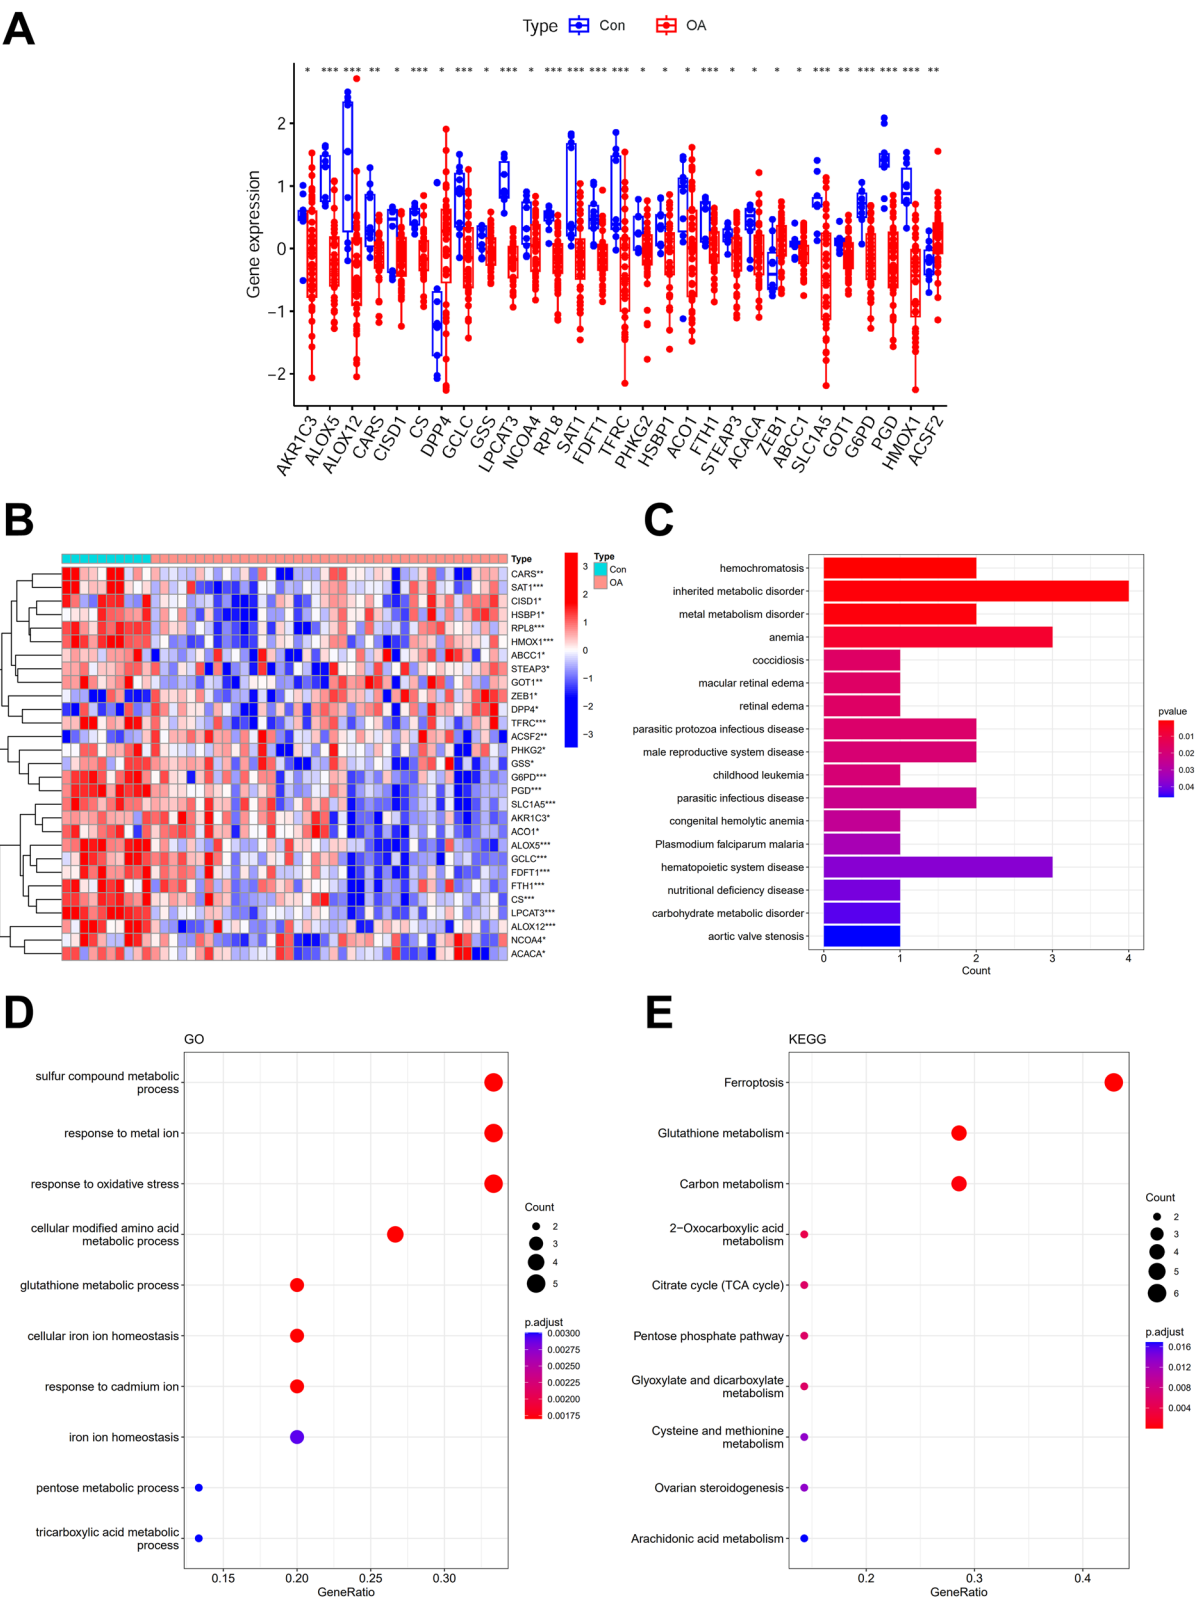 A
Type Con OA
* *** *** ** * *** * *** * *** * *** *** *** *** * * * *** * * * * *** ** *** *** *** **
Gene expression
2
1
0
−1
−2
AKR1C3 ALOX5 ALOX12 CARS CISD1 CS DPP4 GCLC GSS LPCAT3 NCOA4 RPL8 SAT1 FDFT1 TFRC PHKG2 HSBP1 ACO1 FTH1 STEAP3 ACACA ZEB1 ABCC1 SLC1A5 GOT1 G6PD PGD HMOX1 ACSF2
B
Type
CARS**
SAT1***
CISD1*
HSBP1*
RPL8***
HMOX1***
ABCC1*
STEAP3*
GOT1**
ZEB1*
DPP4*
TFRC***
ACSF2**
PHKG2*
GSS*
G6PD***
PGD***
SLC1A5***
AKR1C3*
ACO1*
ALOX5***
GCLC***
FDFT1***
FTH1***
CS***
LPCAT3***
ALOX12***
NCOA4*
ACACA*
3
2
1
0
−1
−2
−3
Type
Con
OA
C
hemochromatosis
inherited metabolic disorder
metal metabolism disorder
anemia
coccidiosis
macular retinal edema
retinal edema
parasitic protozoa infectious disease
male reproductive system disease
childhood leukemia
parasitic infectious disease
congenital hemolytic anemia
Plasmodium falciparum malaria
hematopoietic system disease
nutritional deficiency disease
carbohydrate metabolic disorder
aortic valve stenosis
0 1 2 3 4
Count
pvalue
0.01
0.02
0.03
0.04
D
GO
sulfur compound metabolic
process
response to metal ion
response to oxidative stress
cellular modified amino acid
metabolic process
glutathione metabolic process
cellular iron ion homeostasis
response to cadmium ion
iron ion homeostasis
pentose metabolic process
tricarboxylic acid metabolic
process
0.15 0.20 0.25 0.30
GeneRatio
Count
2
3
4
5
p.adjust
0.00300
0.00275
0.00250
0.00225
0.00200
0.00175
E
KEGG
Ferroptosis
Glutathione metabolism
Carbon metabolism
2−Oxocarboxylic acid
metabolism
Citrate cycle (TCA cycle)
Pentose phosphate pathway
Glyoxylate and dicarboxylate
metabolism
Cysteine and methionine
metabolism
Ovarian steroidogenesis
Arachidonic acid metabolism
0.2 0.3 0.4
GeneRatio
Count
2
3
4
5
6
p.adjust
0.016
0.012
0.008
0.004